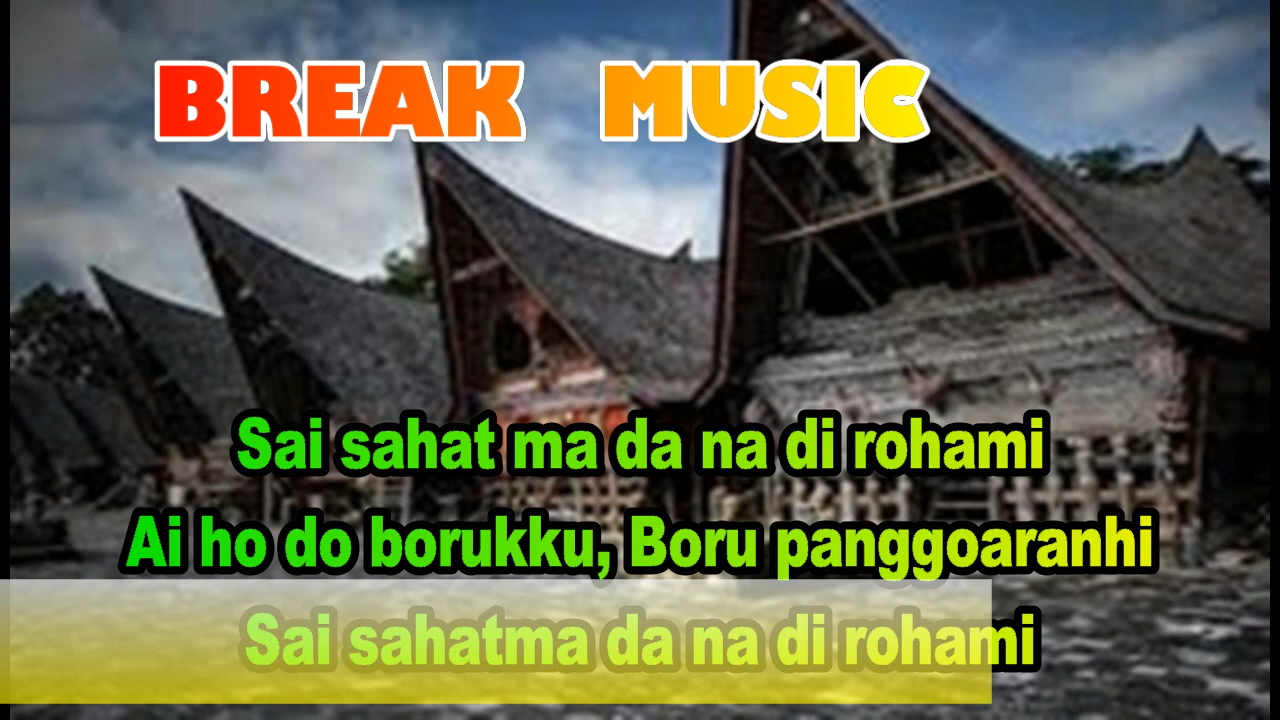 BREAK MUSIC
Sai sahat ma da na di rohami
Ai ho do borukku, Boru panggoaranhi
Sai sahatma da na di rohami